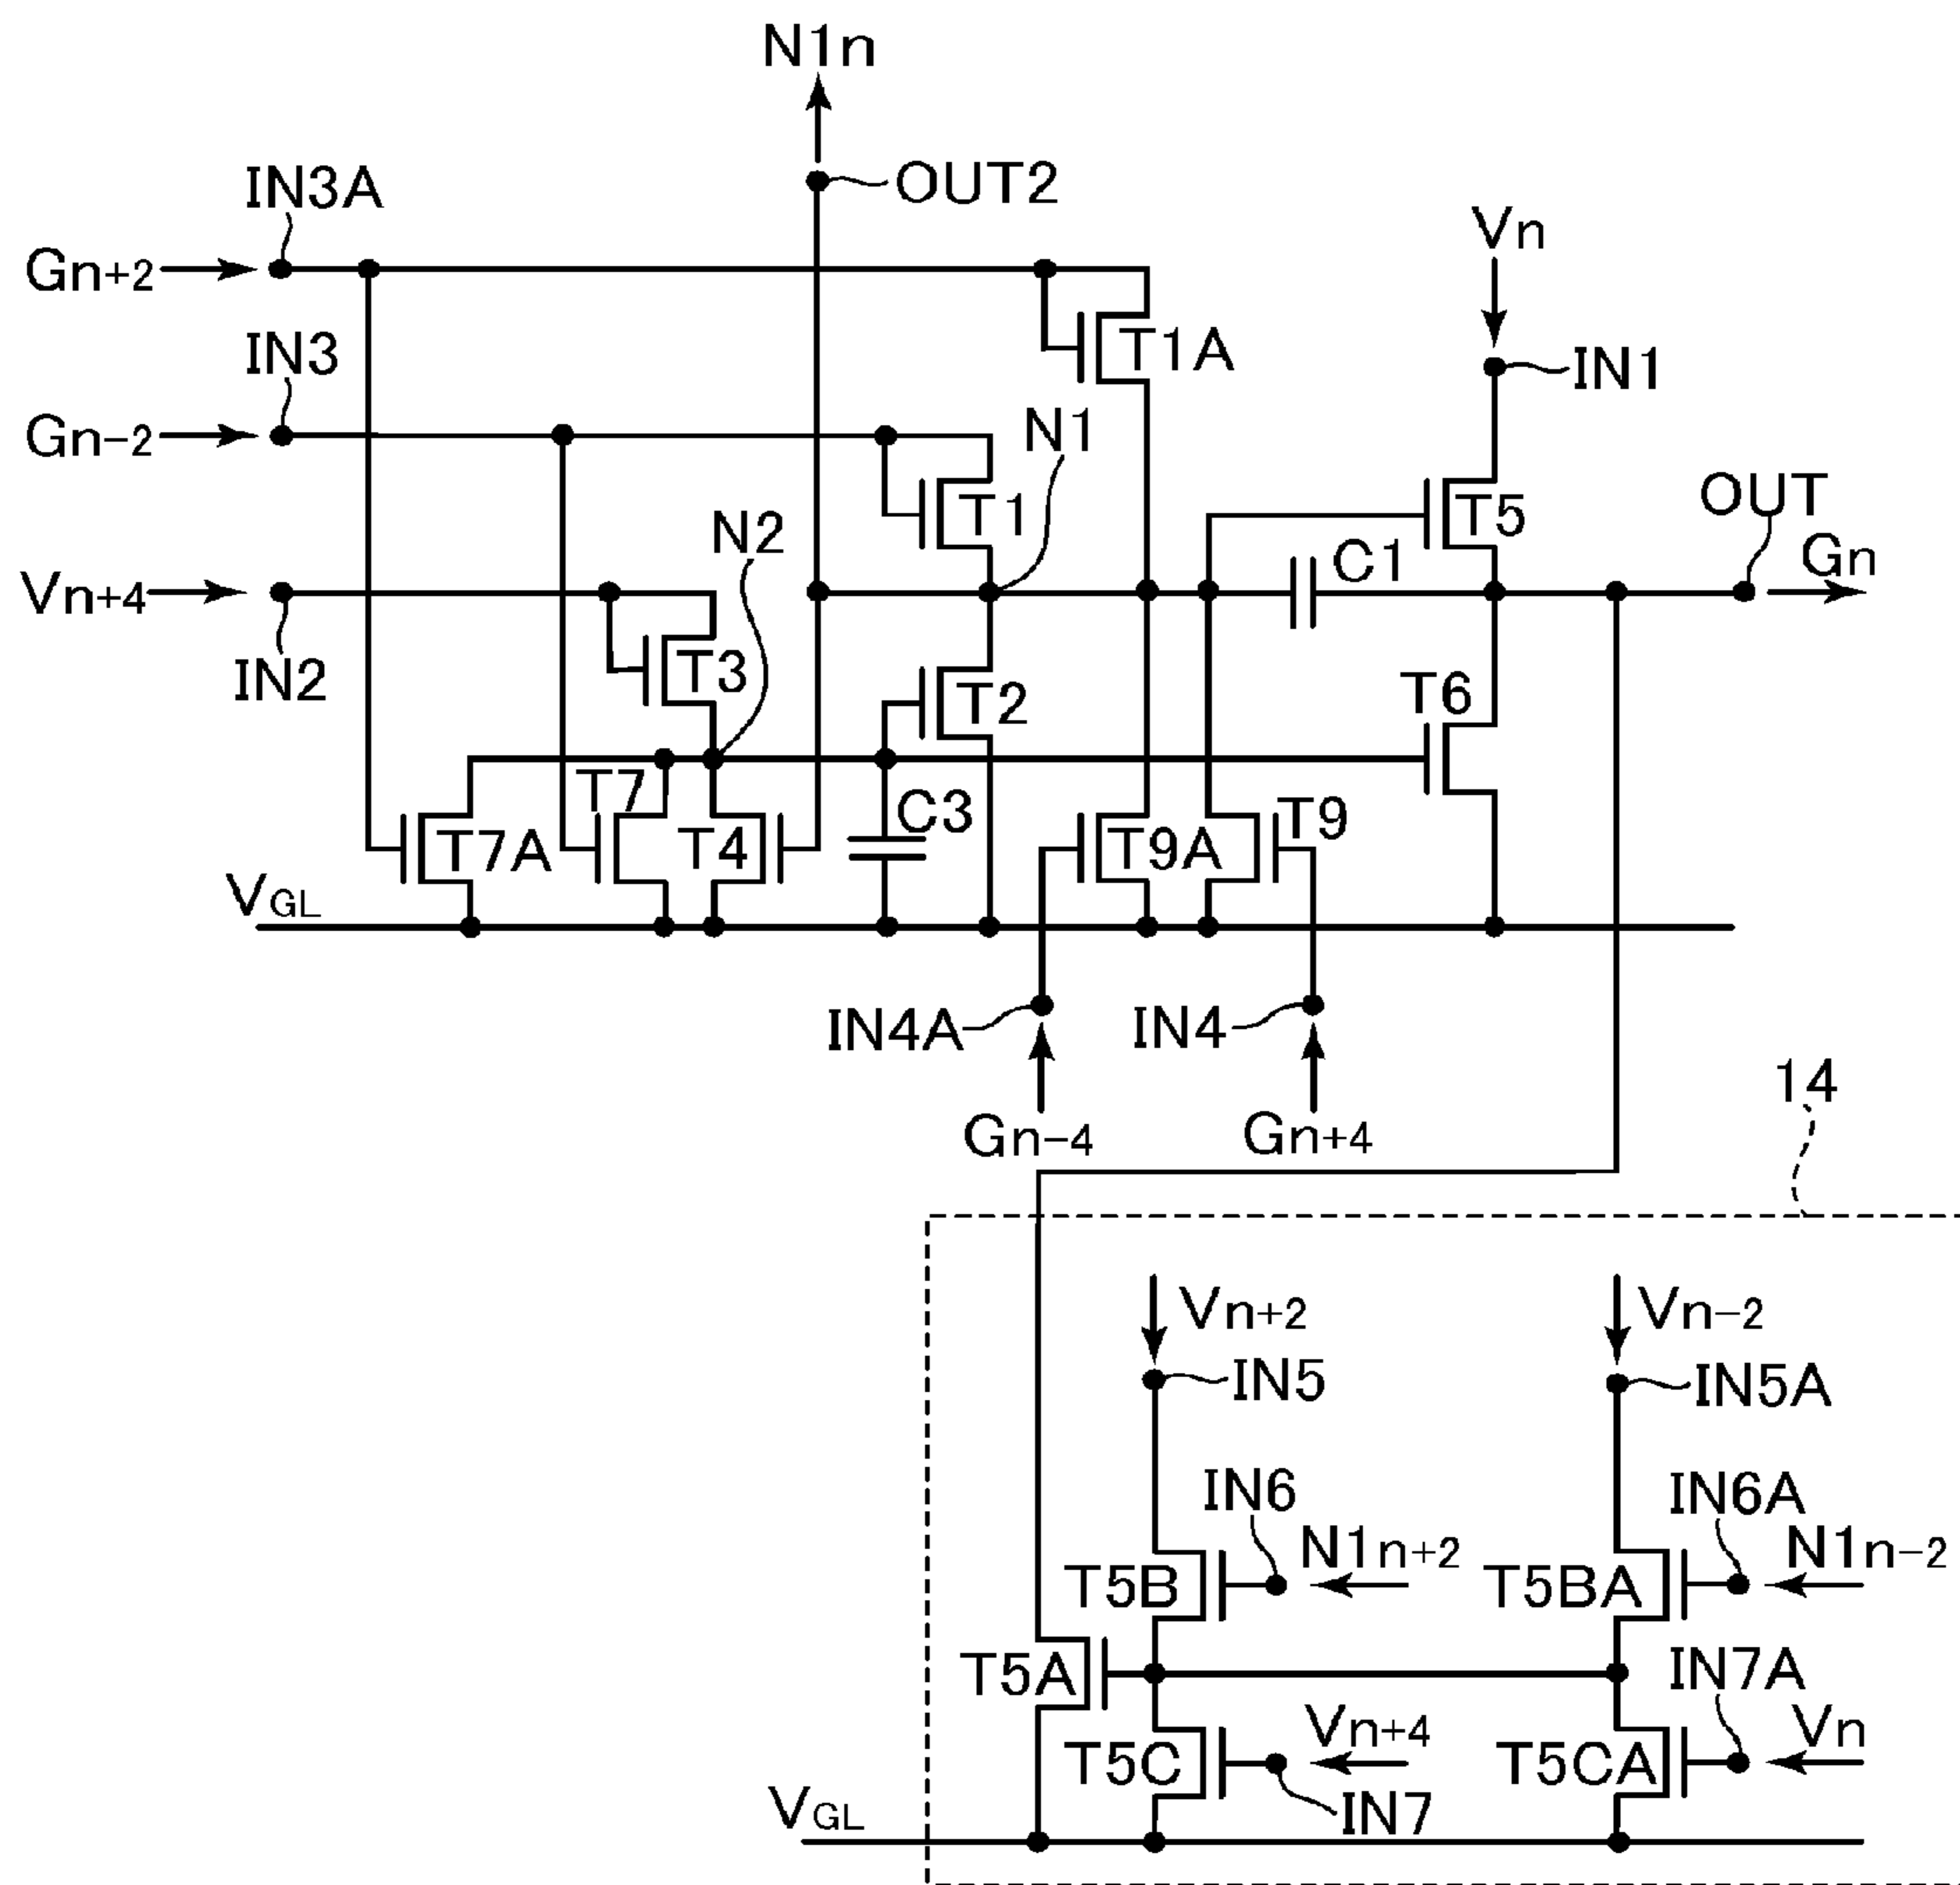 N1n
IN3A
OUT2
Gn+2
Vn
IN3
T1A
IN1
Gn-2
N1
T1
T5
OUT
N2
C1
Gn
Vn+4
IN2
T3
T2
T6
T7
C3
T9
T7A
T4
T9A
VGL
IN4A
IN4
Gn-4
Gn+4
14
Vn+2
Vn-2
IN5
IN5A
IN6
IN6A
N1n+2
N1n-2
T5B
T5BA
T5A
IN7A
Vn+4
Vn
T5C
T5CA
VGL
IN7